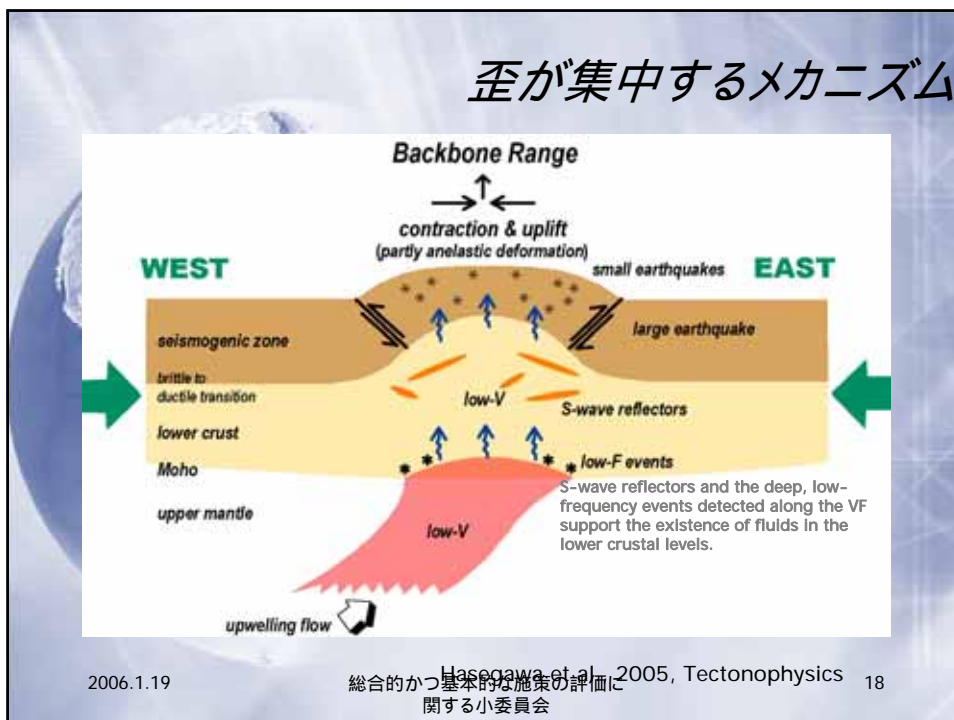 歪が集中するメカニズム
Backbone Range
contraction & uplift
(partly anelastic deformation)
WEST
small earthquakes
EAST
seismogenic zone
large earthquake
brittle to
ductile transition
low-V
S-wave reflectors
lower crust
Moho
low-F events
S-wave reflectors and the deep, low-
frequency events detected along the VF
support the existence of fluids in the
lower crustal levels.
upper mantle
low-V
upwelling flow
Hasegawa et al., 2005, Tectonophysics
2006.1.19
総合的かつ基本的な施策の評価に
関する小委員会
18